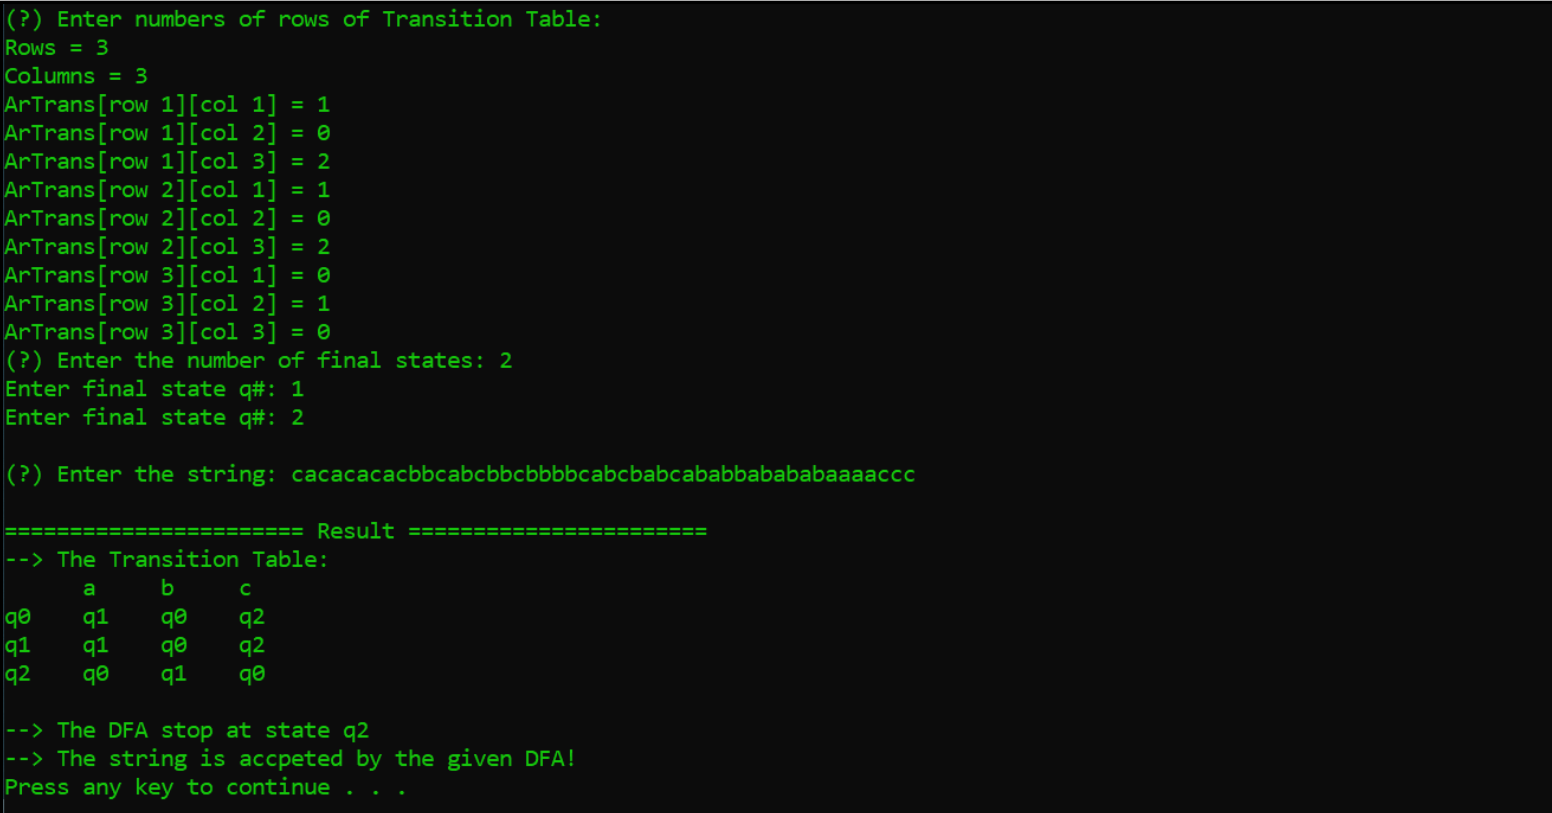 (?) Enter numbers of rows of Transition Table:
Rows = 3
Columns = 3
ArTrans[row 1][col 1] = 1
ArTrans[row 1][col 2] = 0
ArTrans[row 1][col 3] = 2
ArTrans[row 2][col 1] = 1
ArTrans[row 2][col 2] = 0
ArTrans[row 2][col 3] = 2
ArTrans[row 3][col 1] = 0
ArTrans[row 3][col 2] = 1
ArTrans[row 3][col 3] = 0
(?) Enter the number of final states: 2
Enter final state q#: 1
Enter final state q#: 2
(?) Enter the string: cacacacacbbcabcbbcbbbbcabcbabcababbabababaaaaccc
======================= Result =======================
--> The Transition Table:
a b c
q0 q1 q0 q2
q1 q1 q0 q2
q2 q0 q1 q0
--> The DFA stop at state q2
--> The string is accpeted by the given DFA!
Press any key to continue . . .